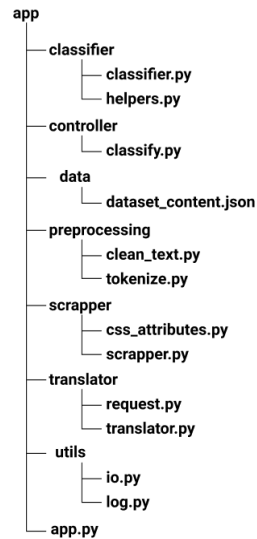 app
classifier
classifier.py
helpers.py
controller
classify.py
data
dataset_content.json
preprocessing
clean_text.py
tokenize.py
scrapper
css_attributes.py
scrapper.py
translator
request.py
translator.py
utils
io.py
log.py
app.py